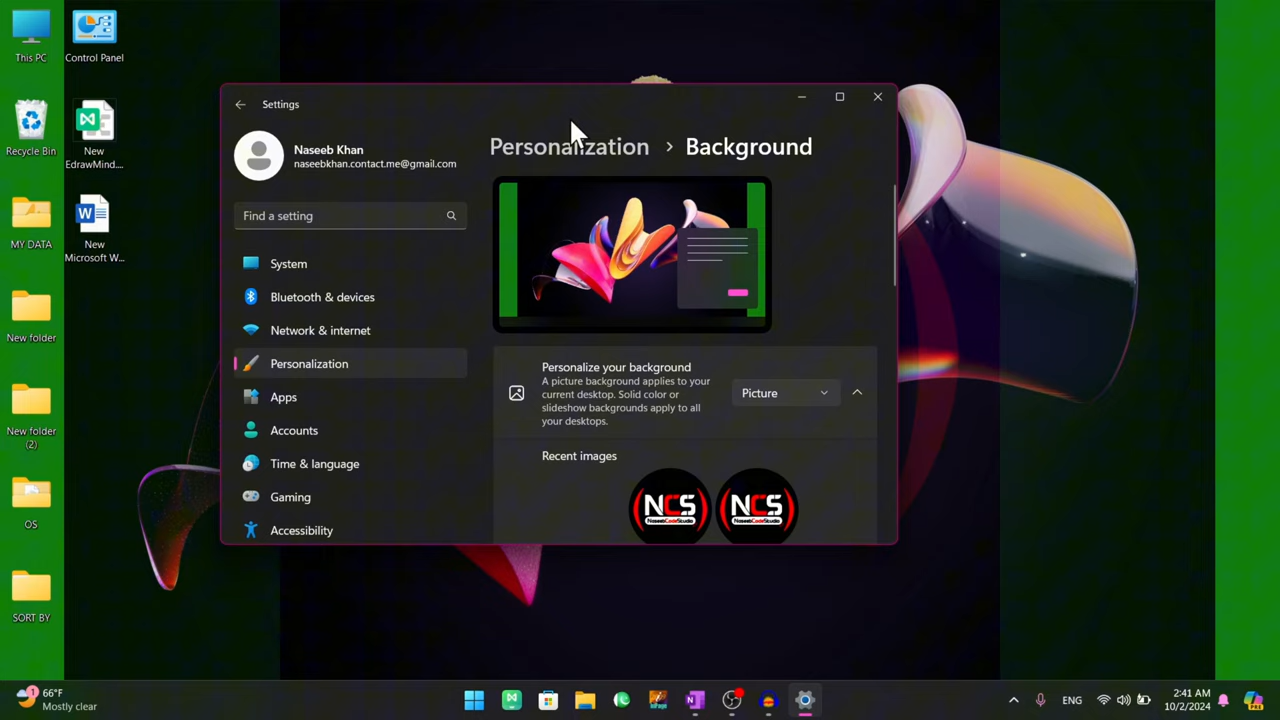 This PC
Control Panel
Recycle Bin
New
EdrawMind....
MY DATA
New
Microsoft W...
New folder
New folder
(2)
OS
SORT BY
Settings
Naseeb Khan
naseebkhan.contact.me@gmail.com
Find a setting
System
Bluetooth & devices
Network & internet
Personalization
Apps
Accounts
Time & language
Gaming
Accessibility
Personalization > Background
Personalize your background
A picture background applies to your
current desktop. Solid color or
slideshow backgrounds apply to all
your desktops.
Picture
Recent images
NCS
NaseebCodeStudio
NCS
NaseebCodeStudio
1
66°F
Mostly clear
ENG
2:41 AM
10/2/2024
PRE